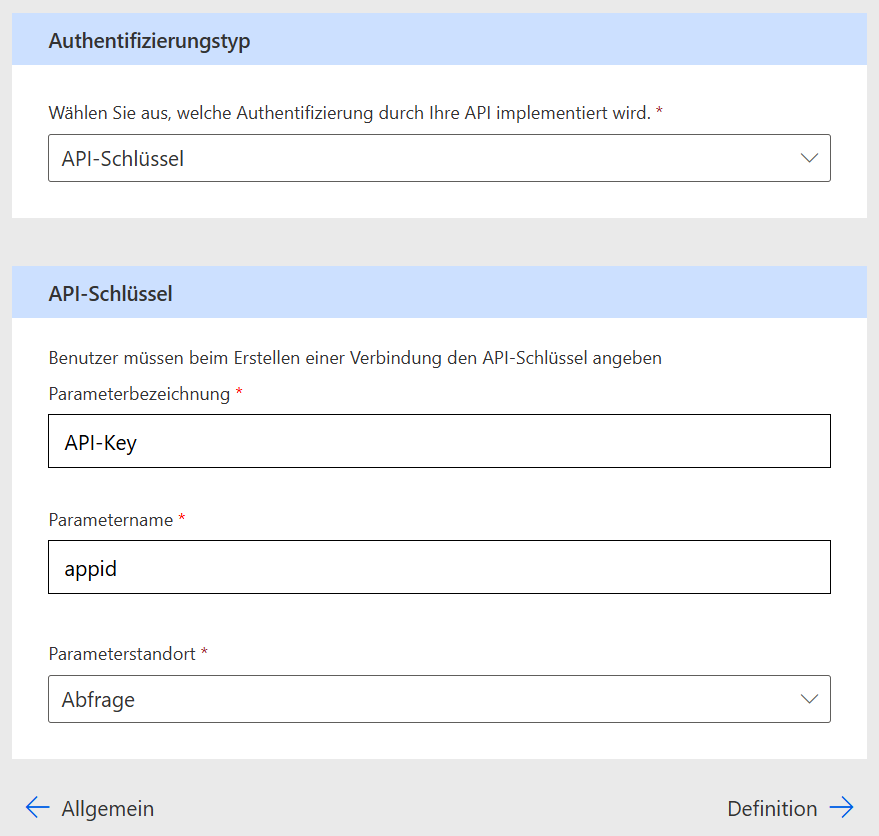 Authentifizierungstyp
Wählen Sie aus, welche Authentifizierung durch Ihre API implementiert wird. *
API-Schlüssel
API-Schlüssel
Benutzer müssen beim Erstellen einer Verbindung den API-Schlüssel angeben
Parameterbezeichnung *
API-Key
Parametername *
appid
Parameterstandort *
Abfrage
Allgemein
Definition